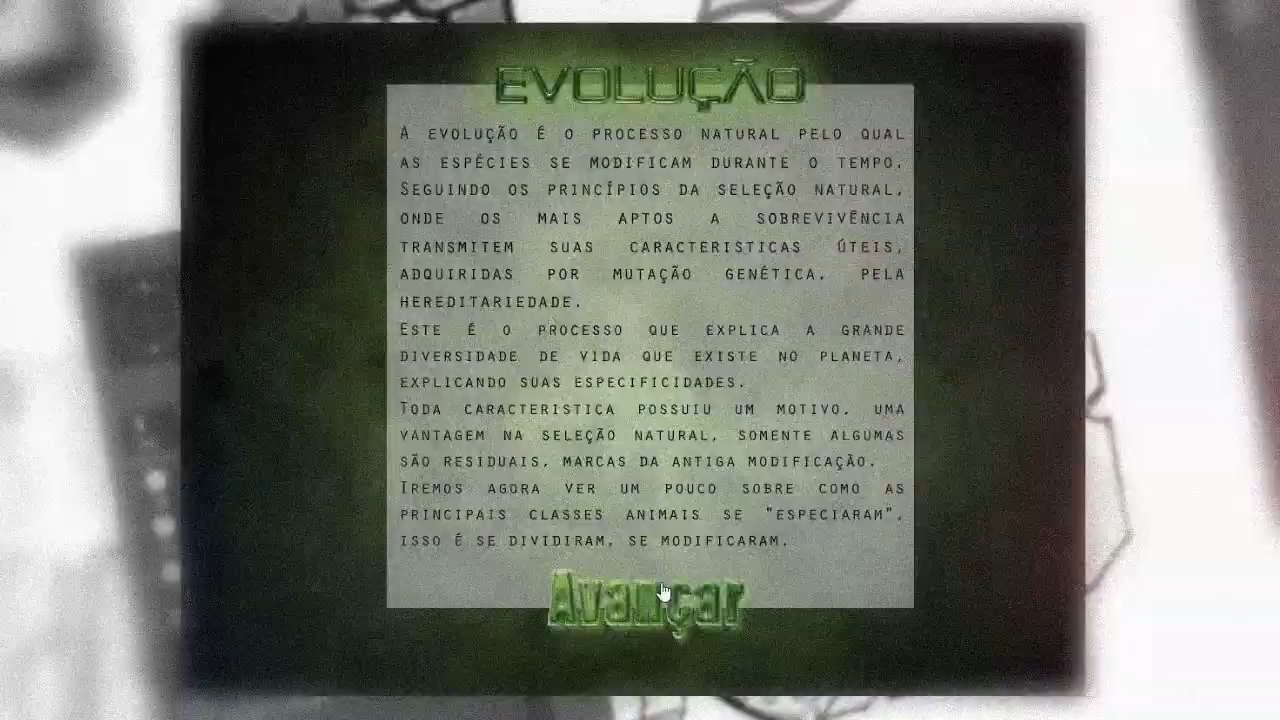 EVOLUÇÃO
A EVOLUÇÃO É O PROCESSO NATURAL PELO QUAL
AS ESPÉCIES SE MODIFICAM DURANTE O TEMPO.
SEGUINDO OS PRINCÍPIOS DA SELEÇÃO NATURAL,
ONDE OS MAIS APTOS A SOBREVIVÊNCIA
TRANSMITEM SUAS CARACTERISTICAS ÚTEIS,
ADQUIRIDAS POR MUTAÇÃO GENÉTICA, PELA
HEREDITARIEDADE.
ESTE É O PROCESSO QUE EXPLICA A GRANDE
DIVERSIDADE DE VIDA QUE EXISTE NO PLANETA,
EXPLICANDO SUAS ESPECIFICIDADES.
TODA CARACTERISTICA POSSUIU UM MOTIVO, UMA
VANTAGEM NA SELEÇÃO NATURAL, SOMENTE ALGUMAS
SÃO RESIDUAIS, MARCAS DA ANTIGA MODIFICAÇÃO.
IREMOS AGORA VER UM POUCO SOBRE COMO AS
PRINCIPAIS CLASSES ANIMAIS SE "ESPECIARAM",
ISSO É SE DIVIDIRAM, SE MODIFICARAM.
Avançar